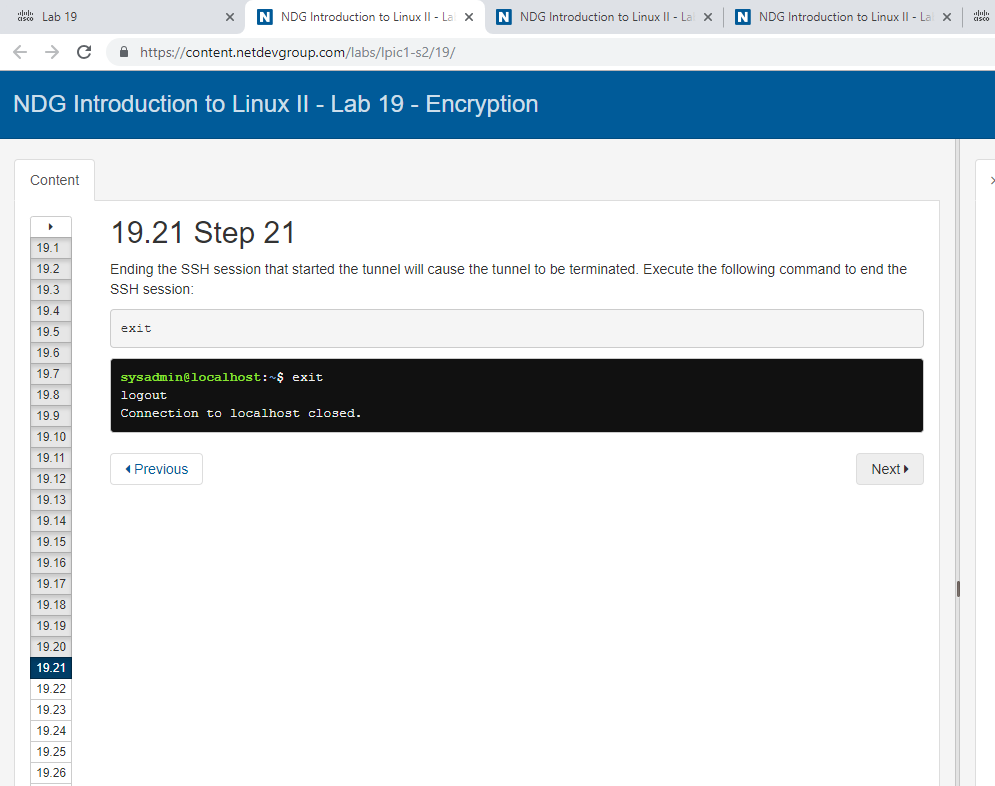 Lab 19
NDG Introduction to Linux II - La
NDG Introduction to Linux II - La
NDG Introduction to Linux II - La
https://content.netdevgroup.com/labs/lpic1-s2/19/
NDG Introduction to Linux II - Lab 19 - Encryption
Content
19.1
19.2
19.3
19.4
19.5
19.6
19.7
19.8
19.9
19.10
19.11
19.12
19.13
19.14
19.15
19.16
19.17
19.18
19.19
19.20
19.21
19.22
19.23
19.24
19.25
19.26
19.21 Step 21
Ending the SSH session that started the tunnel will cause the tunnel to be terminated. Execute the following command to end the
SSH session:
exit
sysadmin@localhost:~$ exit
logout
Connection to localhost closed.
Previous
Next